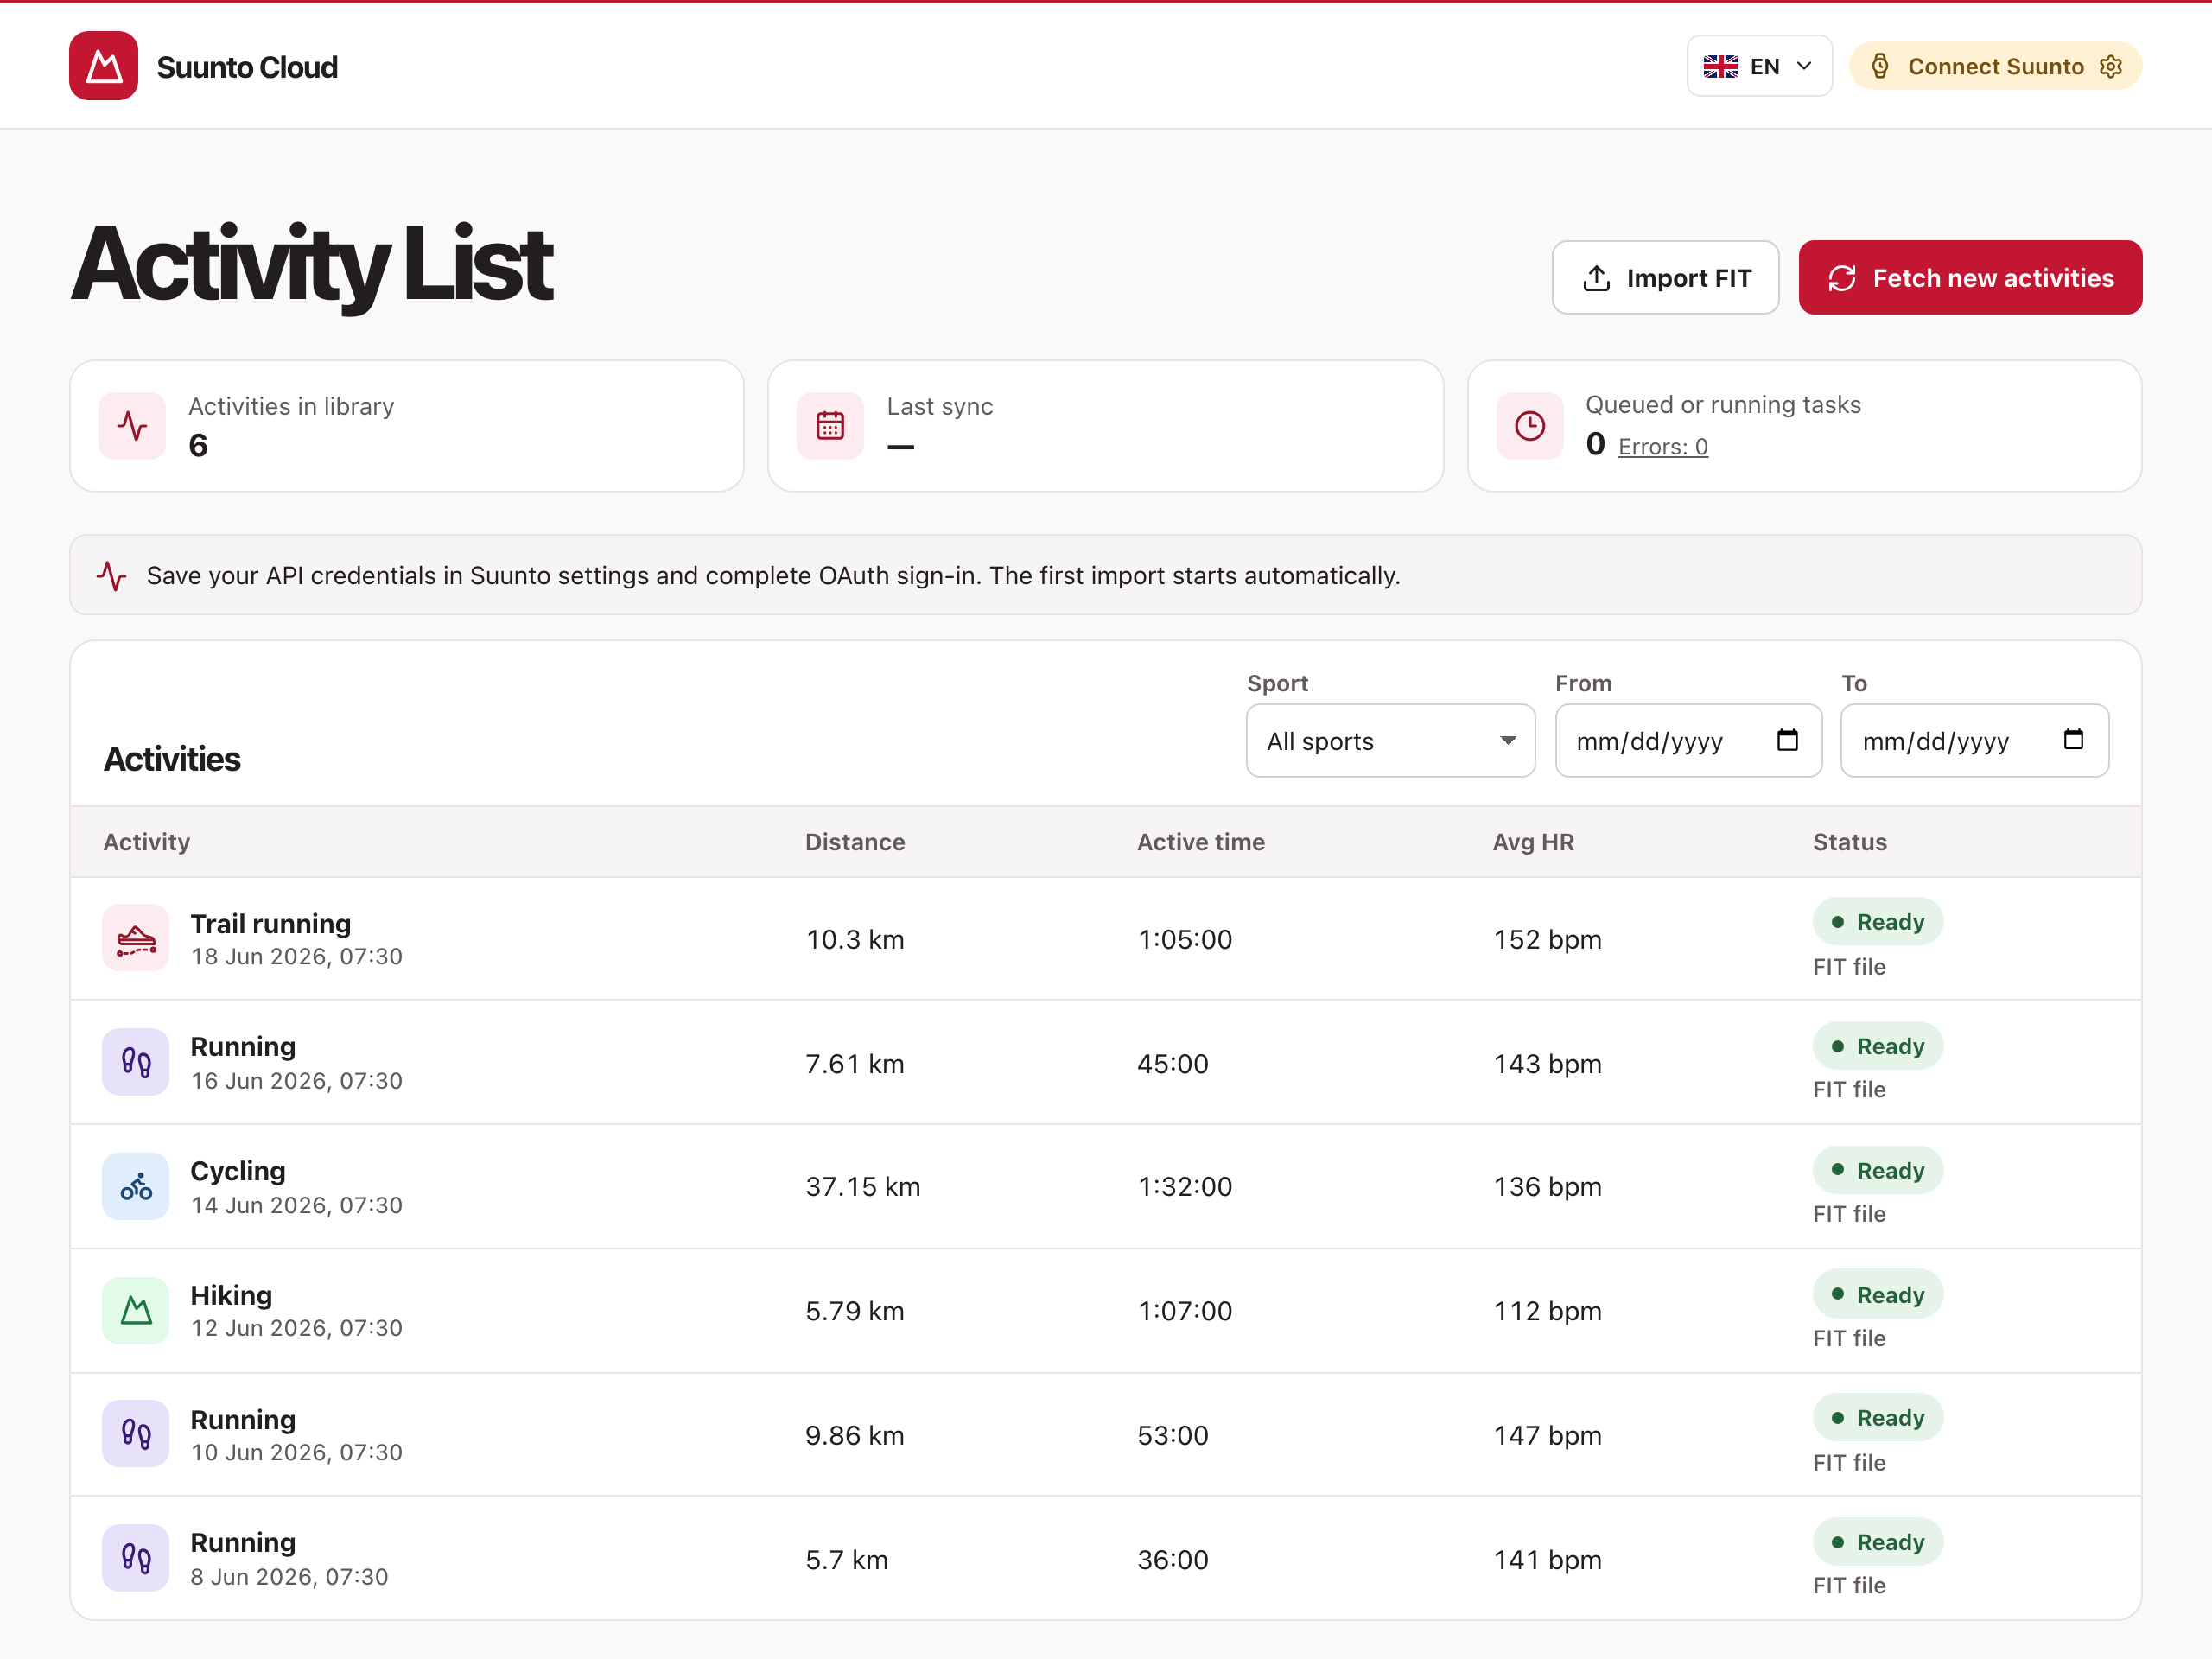 Suunto Cloud
EN
Connect Suunto
Activity List
Import FIT
Fetch new activities
Activities in library
6
Last sync
—
Queued or running tasks
0 Errors: 0
Save your API credentials in Suunto settings and complete OAuth sign-in. The first import starts automatically.
Activities
Sport
All sports
From
mm/dd/yyyy
To
mm/dd/yyyy
Activity Distance Active time Avg HR Status
Trail running
18 Jun 2026, 07:30
10.3 km
1:05:00
152 bpm
Ready
FIT file
Running
16 Jun 2026, 07:30
7.61 km
45:00
143 bpm
Ready
FIT file
Cycling
14 Jun 2026, 07:30
37.15 km
1:32:00
136 bpm
Ready
FIT file
Hiking
12 Jun 2026, 07:30
5.79 km
1:07:00
112 bpm
Ready
FIT file
Running
10 Jun 2026, 07:30
9.86 km
53:00
147 bpm
Ready
FIT file
Running
8 Jun 2026, 07:30
5.7 km
36:00
141 bpm
Ready
FIT file